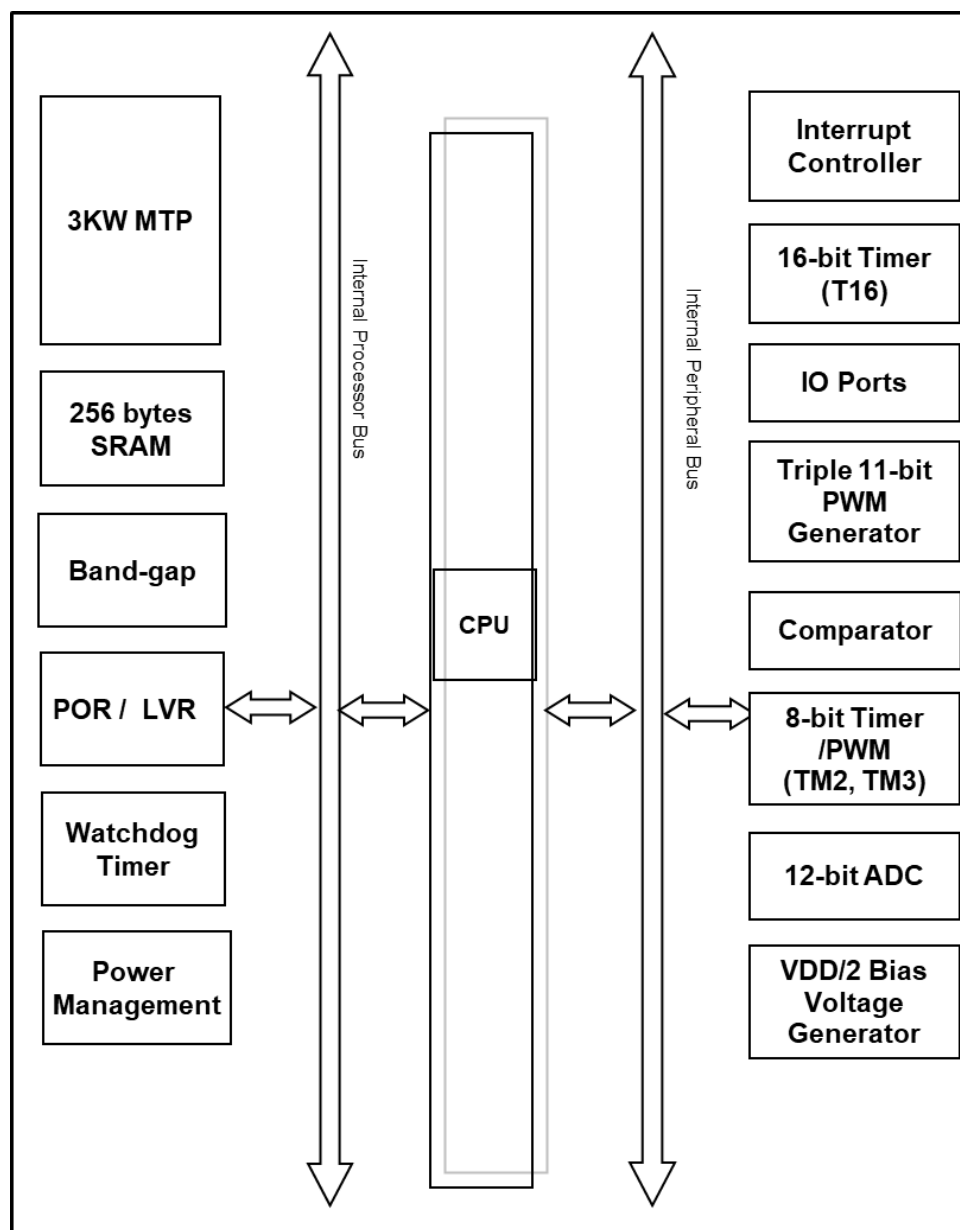 3KW MTP
256 bytes
SRAM
Band-gap
POR / LVR
Watchdog
Timer
Power
Management
Internal Processor Bus
CPU
Internal Peripheral Bus
Interrupt
Controller
16-bit Timer
(T16)
IO Ports
Triple 11-bit
PWM
Generator
Comparator
8-bit Timer
/PWM
(TM2, TM3)
12-bit ADC
VDD/2 Bias
Voltage
Generator